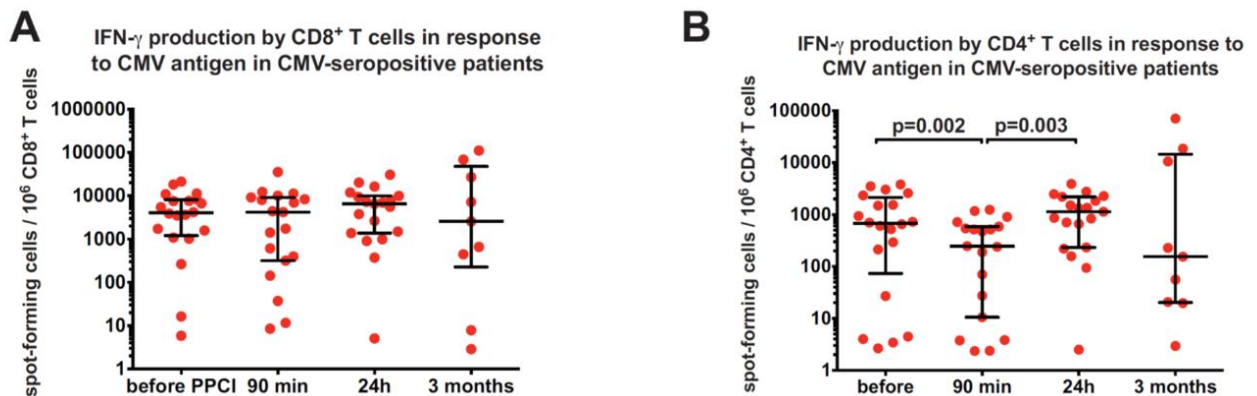 A
IFN-γ production by CD8+ T cells in response
to CMV antigen in CMV-seropositive patients
spot-forming cells / 10⁶ CD8⁺ T cells
1000000
100000
10000
1000
100
10
1
before PPCI 90 min 24h 3 months
B
IFN-γ production by CD4⁺ T cells in response to
CMV antigen in CMV-seropositive patients
spot-forming cells / 10⁶ CD4⁺ T cells
100000
10000
1000
100
10
1
p=0.002 p=0.003
before 90 min 24h 3 months